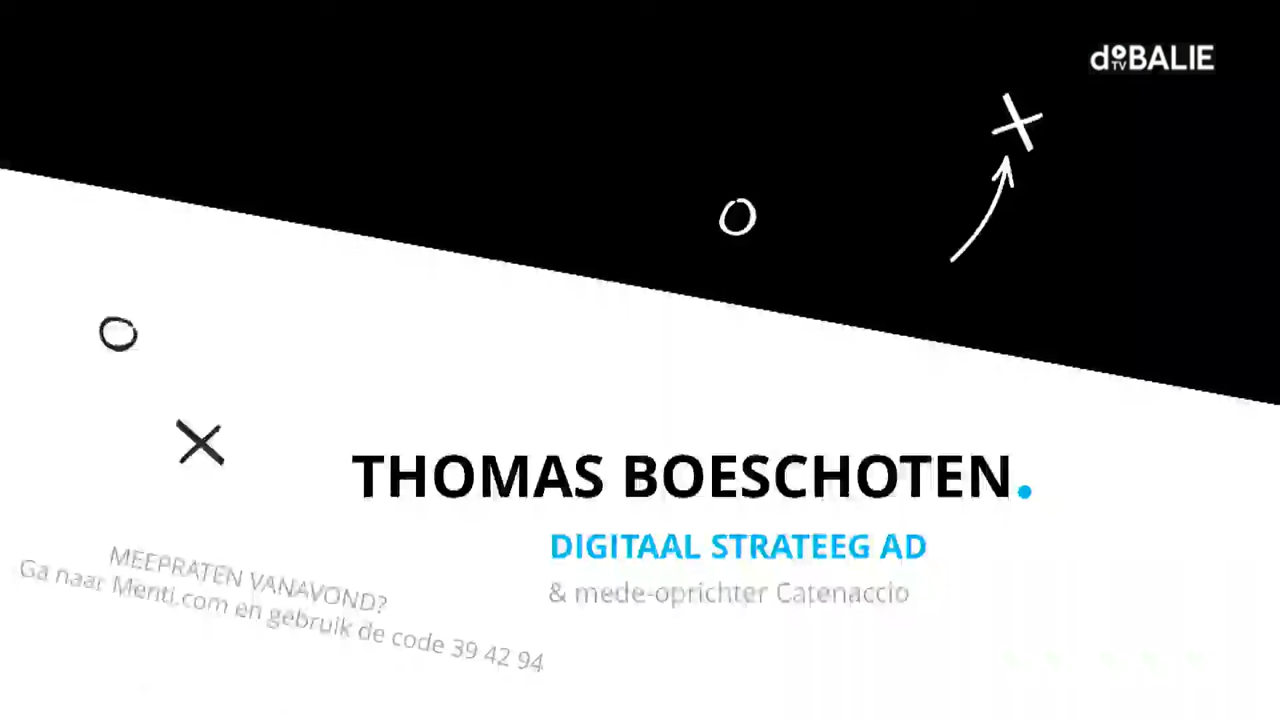 de BALIE
TV
THOMAS BOESCHOTEN.
DIGITAAL STRATEEG AD
& mede-oprichter Catenaccio
MEEPRATEN VANAVOND?
Ga naar Menti.com en gebruik de code 39 42 94